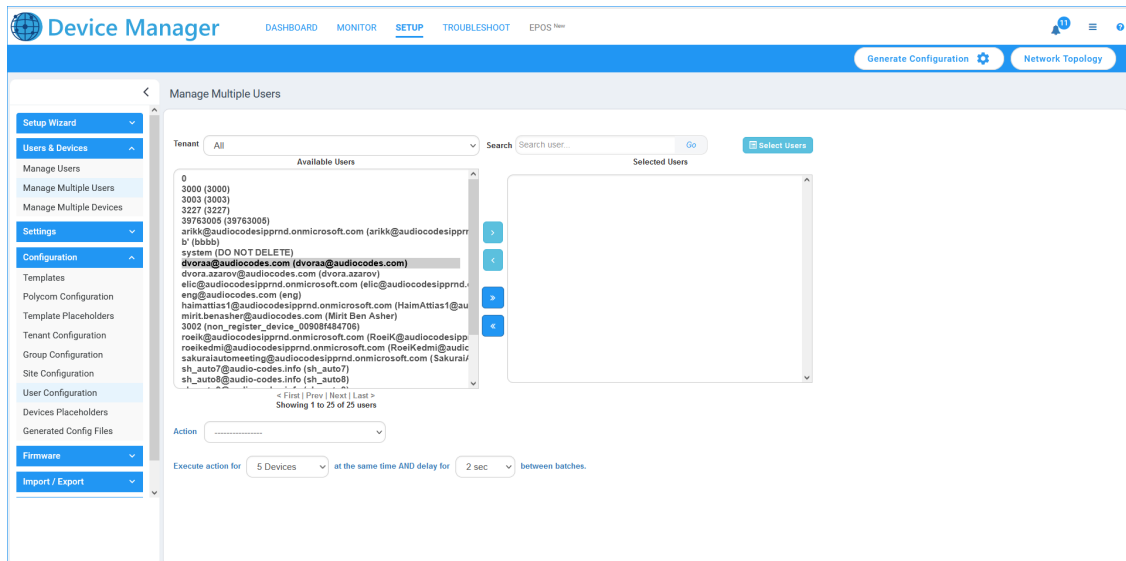 Device Manager
DASHBOARD MONITOR SETUP TROUBLESHOOT EPOS New
11
Generate Configuration Network Topology
Manage Multiple Users
Setup Wizard
Users & Devices
Manage Users
Manage Multiple Users
Manage Multiple Devices
Settings
Configuration
Templates
Polycom Configuration
Template Placeholders
Tenant Configuration
Group Configuration
Site Configuration
User Configuration
Devices Placeholders
Generated Config Files
Firmware
Import / Export
Tenant All Search Search user... Go Select Users
Available Users Selected Users
0
3000 (3000)
3003 (3003)
3227 (3227)
39763005 (39763005)
arikk@audiocodesipprnd.onmicrosoft.com (arikk@audiocodesipprr
b' (bbbb)
system (DO NOT DELETE)
dvoraa@audiocodes.com (dvoraa@audiocodes.com)
dvora.azarov@audiocodes.com (dvora.azarov)
elic@audiocodesipprnd.onmicrosoft.com (elic@audiocodesipprnd.
eng@audiocodes.com (eng)
haimattias1@audiocodesipprnd.onmicrosoft.com (HaimAttias1@au
mirit.benasher@audiocodes.com (Mirit Ben Asher)
3002 (non_register_device_00908f484706)
roeik@audiocodesipprnd.onmicrosoft.com (RoeiK@audiocodesipp
roeikedmi@audiocodesipprnd.onmicrosoft.com (RoeiKedmi@audic
sakuraiautomeeting@audiocodesipprnd.onmicrosoft.com (Sakurai
sh_auto7@audio-codes.info (sh_auto7)
sh_auto8@audio-codes.info (sh_auto8)
< First | Prev | Next | Last >
Showing 1 to 25 of 25 users
Action ----------------
Execute action for 5 Devices at the same time AND delay for 2 sec between batches.